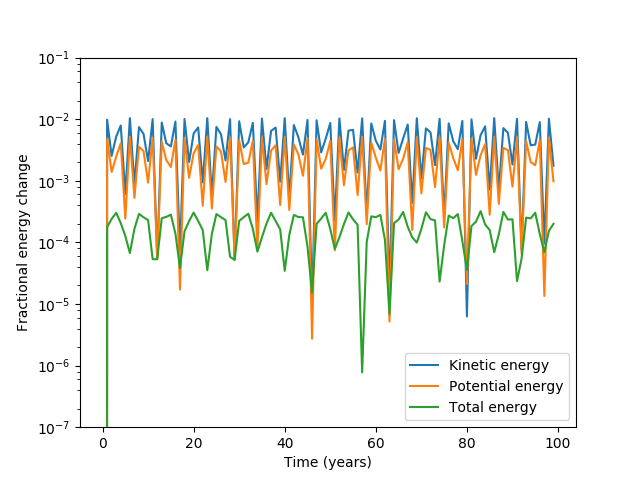 Fractional energy change
10⁻¹
10⁻²
10⁻³
10⁻⁴
10⁻⁵
10⁻⁶
10⁻⁷
Kinetic energy
Potential energy
Total energy
0 20 40 60 80 100
Time (years)